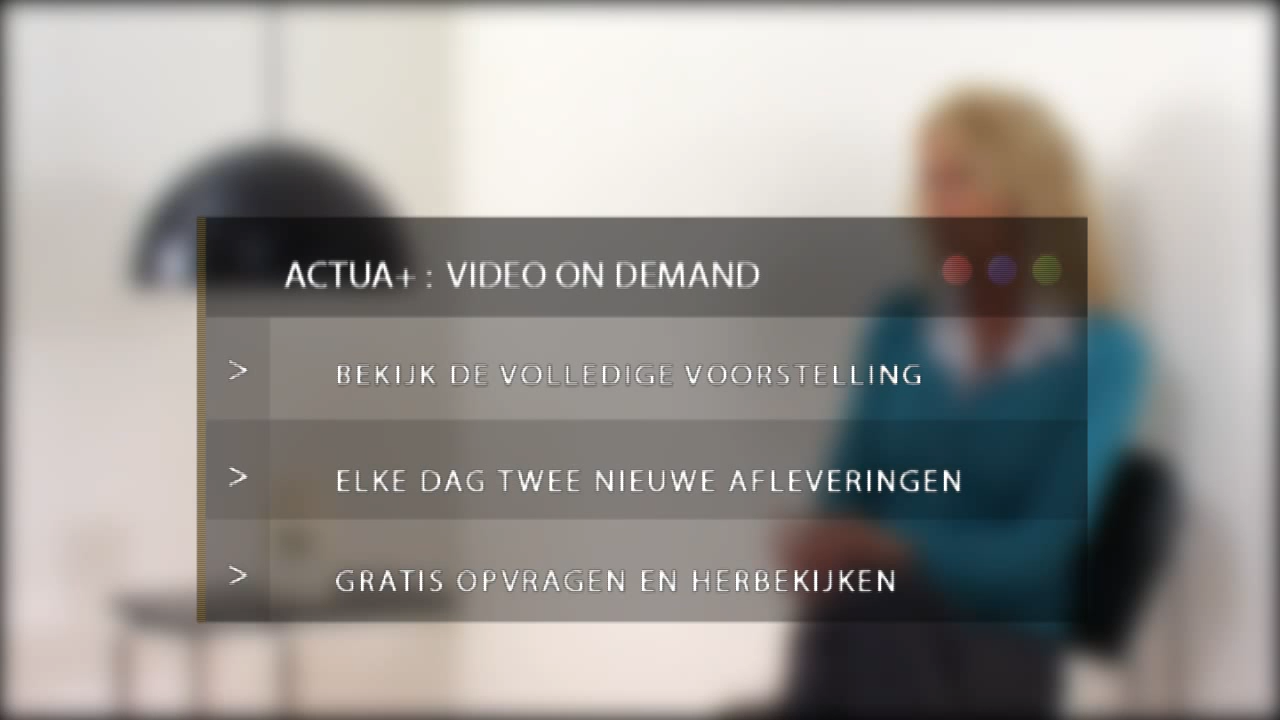 ACTUA+ : VIDEO ON DEMAND
> BEKIJK DE VOLLEDIGE VOORSTELLING
> ELKE DAG TWEE NIEUWE AFLEVERINGEN
> GRATIS OPVRAGEN EN HERBEKIJKEN